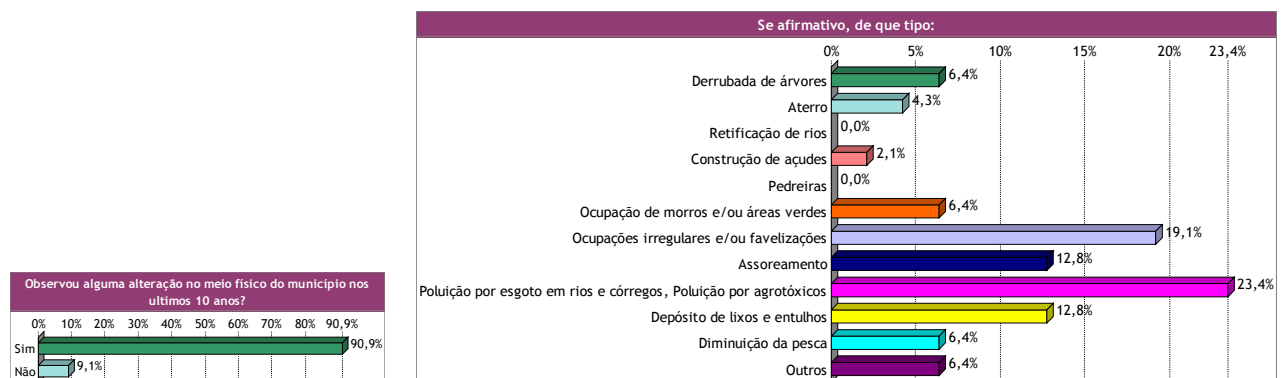 Se afirmativo, de que tipo:
0% 5% 10% 15% 20% 23,4%
Derrubada de árvores 6,4%
Aterro 4,3%
Retificação de rios 0,0%
Construção de açudes 2,1%
Pedreiras 0,0%
Ocupação de morros e/ou áreas verdes 6,4%
Ocupações irregulares e/ou favelizações 19,1%
Assoreamento 12,8%
Poluição por esgoto em rios e córregos, Poluição por agrotóxicos 23,4%
Depósito de lixos e entulhos 12,8%
Diminuição da pesca 6,4%
Outros 6,4%
Observou alguma alteração no meio fisico do município nos
ultimos 10 anos?
0% 10% 20% 30% 40% 50% 60% 70% 80% 90,9%
Sim 90,9%
Não 9,1%